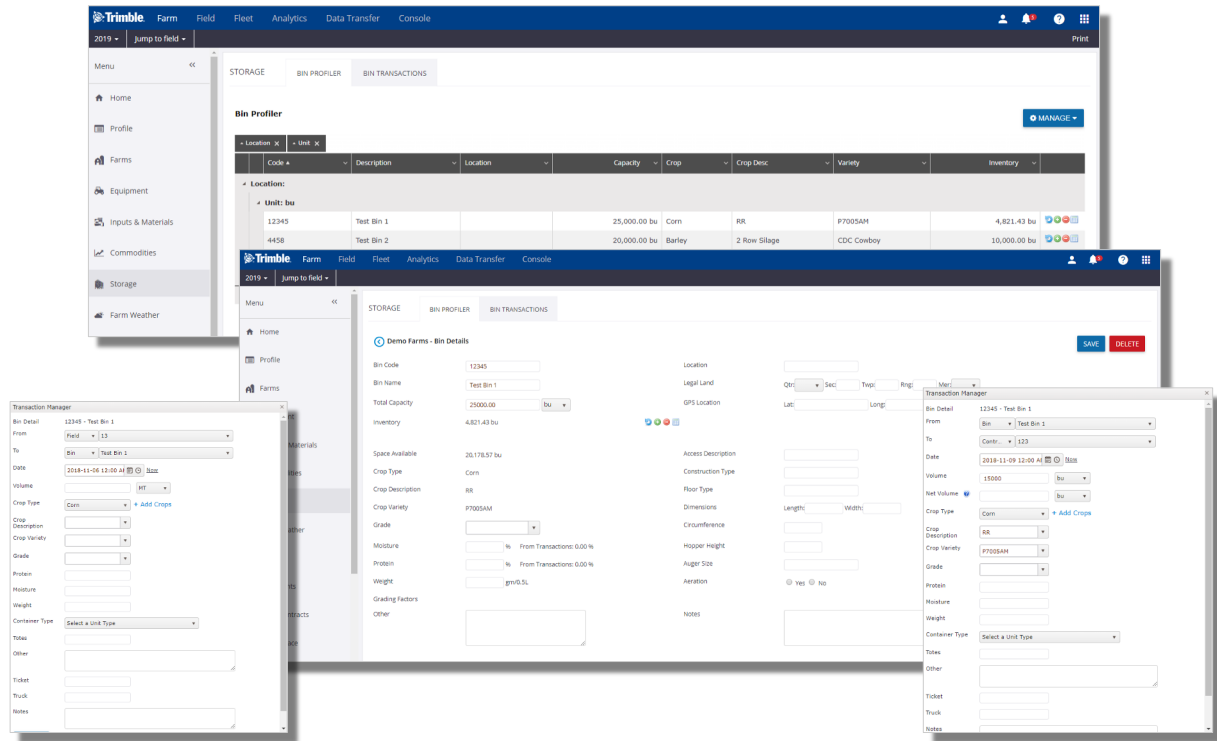 Trimble. Farm Field Fleet Analytics Data Transfer Console
2019 Jump to field Print
Menu «
STORAGE BIN PROFILER BIN TRANSACTIONS
Home
Profile
Farms
Equipment
Inputs & Materials
Commodities
Storage
Farm Weather
Bin Profiler
MANAGE
Location x Unit x
Code Description Location Capacity Crop Crop Desc Variety Inventory
Location:
Unit: bu
12345 Test Bin 1 25,000.00 bu Corn RR P7005AM 4,821.43 bu
4458 Test Bin 2 20,000.00 bu Barley 2 Row Silage CDC Cowboy 10,000.00 bu
Trimble. Farm Field Fleet Analytics Data Transfer Console
2019 Jump to field
Menu «
STORAGE BIN PROFILER BIN TRANSACTIONS
Home
Profile
Farms
Materials
ather
ntracts
Demo Farms - Bin Details
SAVE DELETE
Bin Code 12345 Location
Bin Name Test Bin 1 Legal Land Qtr: Sec: Twp: Rng: Mer:
Total Capacity 25000.00 bu GPS Location Lat: Long:
Inventory 4,821.43 bu
Space Available 20,178.57 bu Access Description
Crop Type Corn Construction Type
Crop Description RR Floor Type
Crop Variety P7005AM Dimensions Length: Width:
Grade Circumference
Moisture % From Transactions: 0.00 % Hopper Height
Protein % From Transactions: 0.00 % Auger Size
Weight gm/0.5L Aeration Yes No
Grading Factors
Other Notes
Transaction Manager x
Bin Detail 12345 - Test Bin 1
From Field 13
To Bin Test Bin 1
Date 2018-11-06 12:00 Now
Volume MT
Crop Type Corn + Add Crops
Crop
Description
Crop Variety
Grade
Protein
Moisture
Weight
Container Type Select a Unit Type
Totes
Other
Ticket
Truck
Notes
Transaction Manager x
Bin Detail 12345 - Test Bin 1
From Bin Test Bin 1
To Contr... 123
Date 2018-11-09 12:00 Now
Volume 15000 bu
Net Volume bu
Crop Type Corn + Add Crops
Crop
Description RR
Crop Variety P7005AM
Grade
Protein
Moisture
Weight
Container Type Select a Unit Type
Totes
Other
Ticket
Truck
Notes